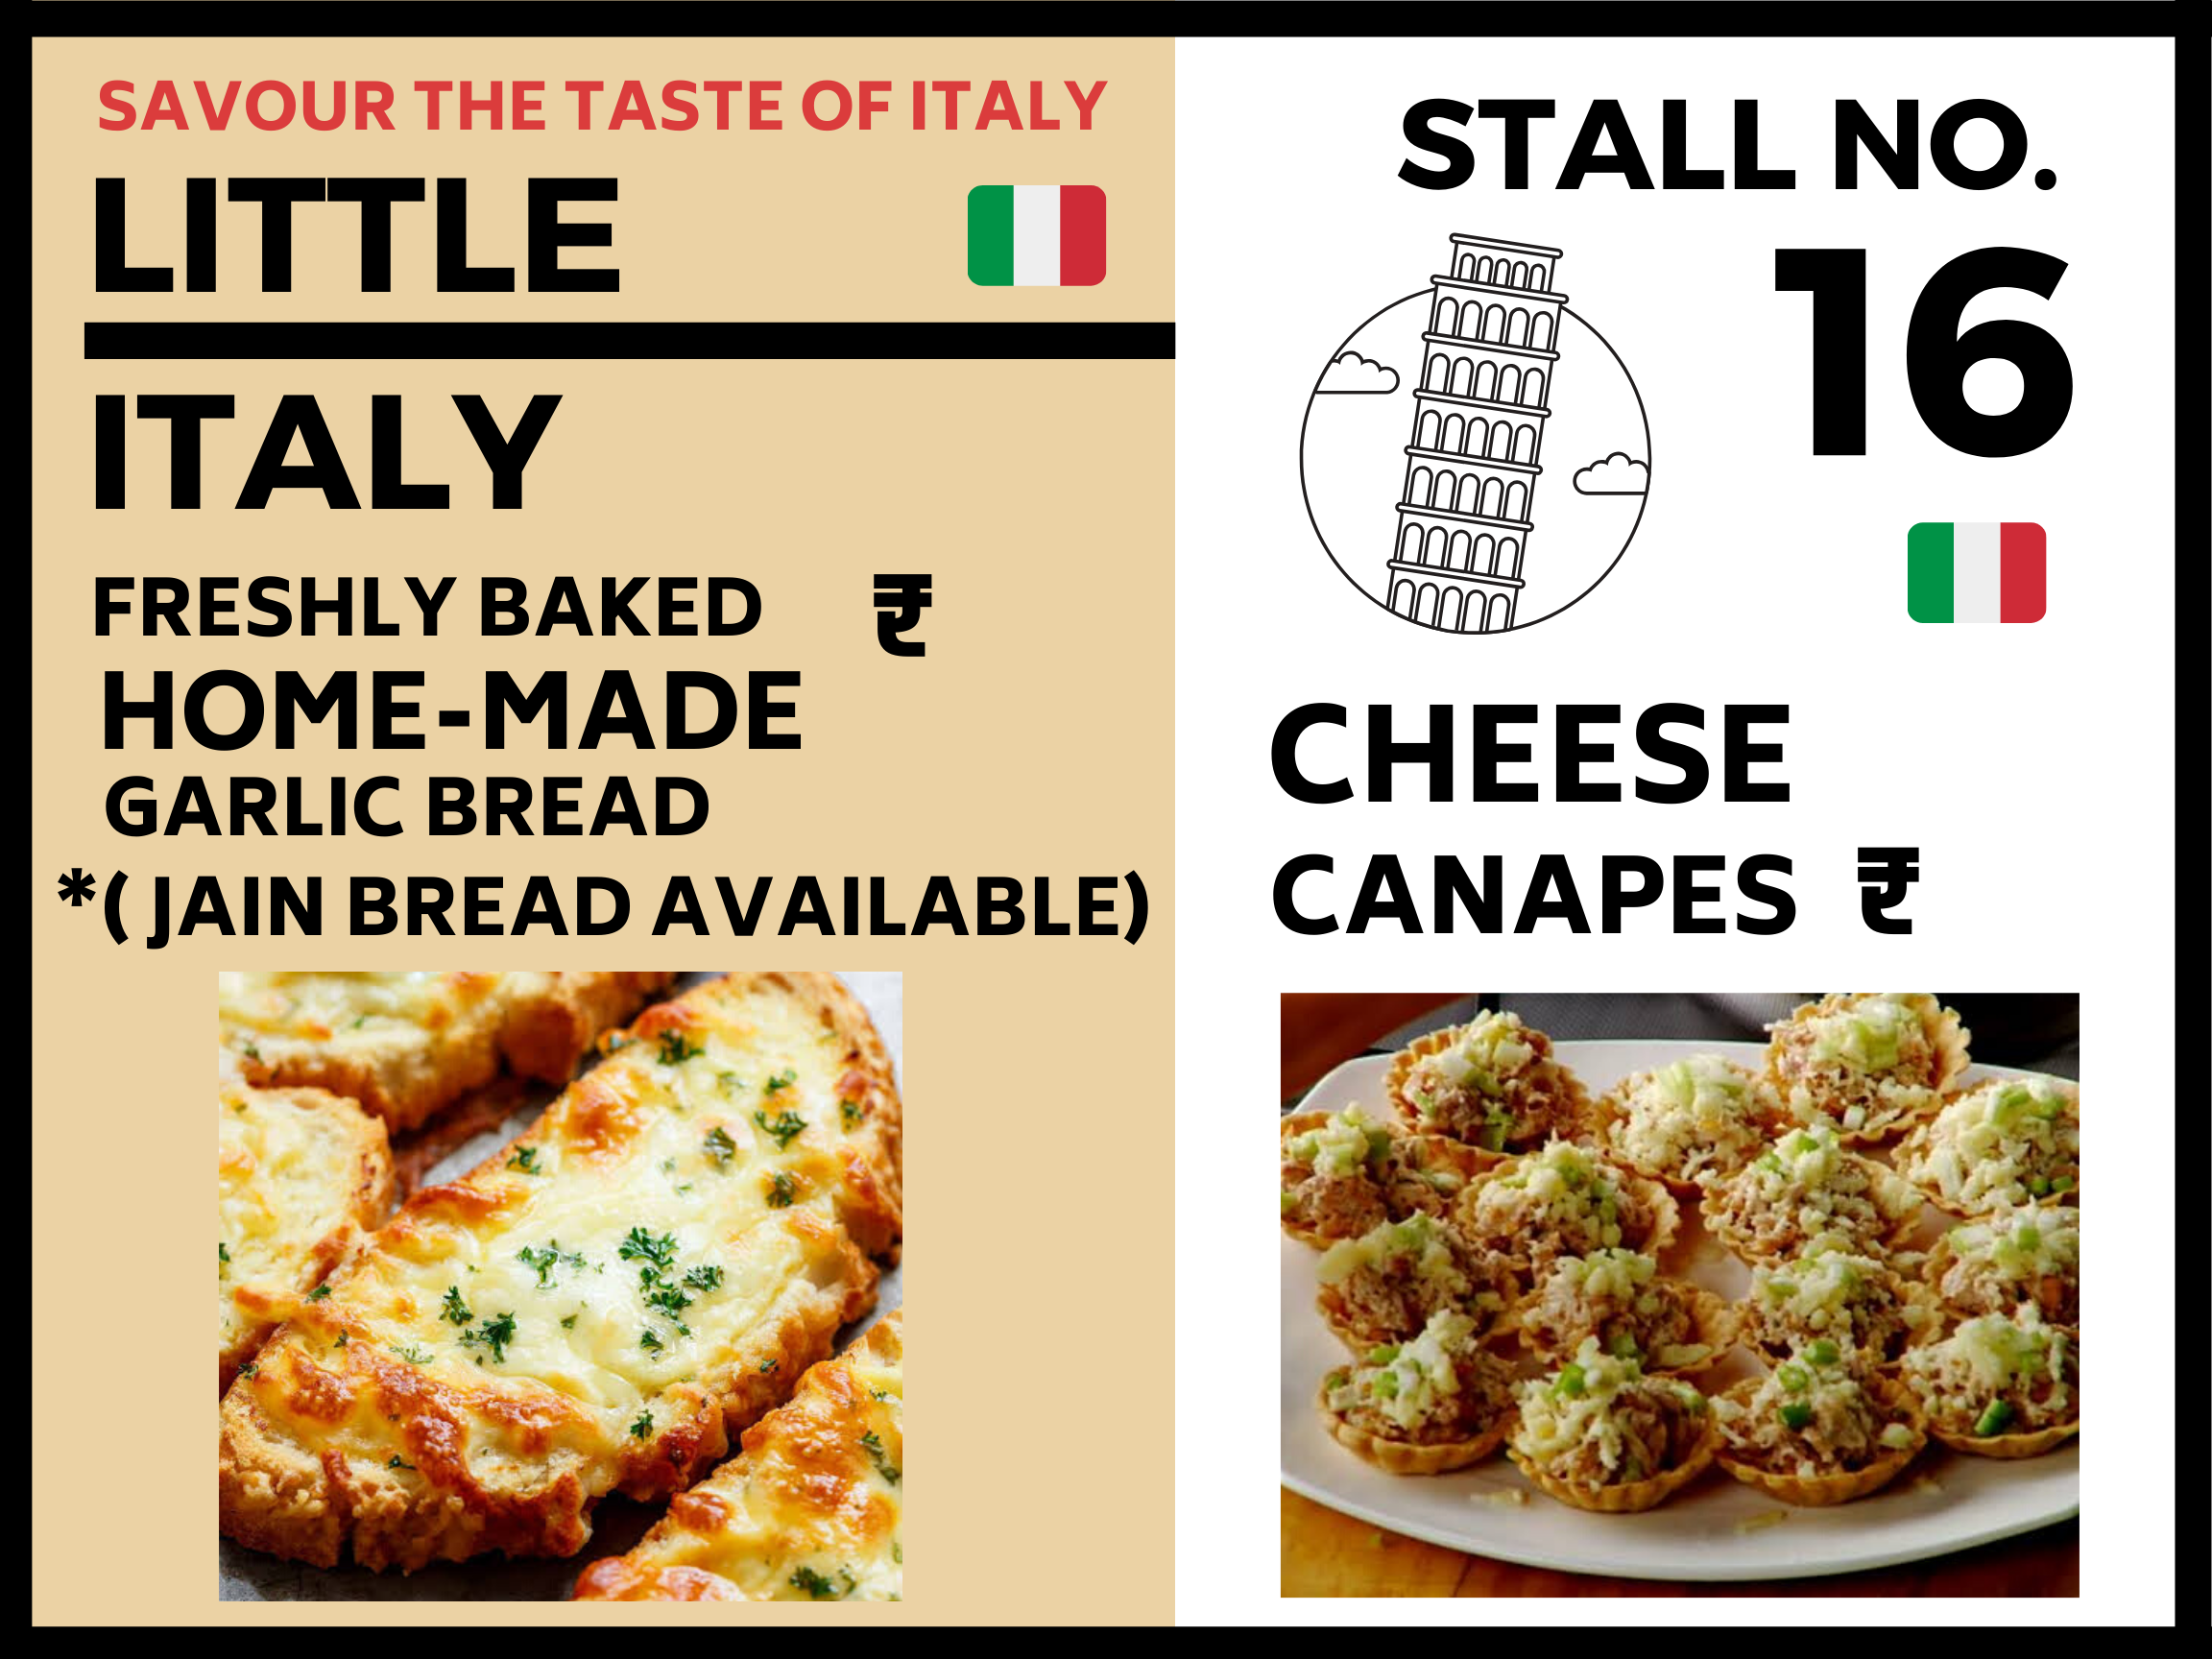 SAVOUR THE TASTE OF ITALY
LITTLE
ITALY
FRESHLY BAKED ₹
HOME-MADE
GARLIC BREAD
*( JAIN BREAD AVAILABLE)
STALL NO.
16
CHEESE
CANAPES ₹